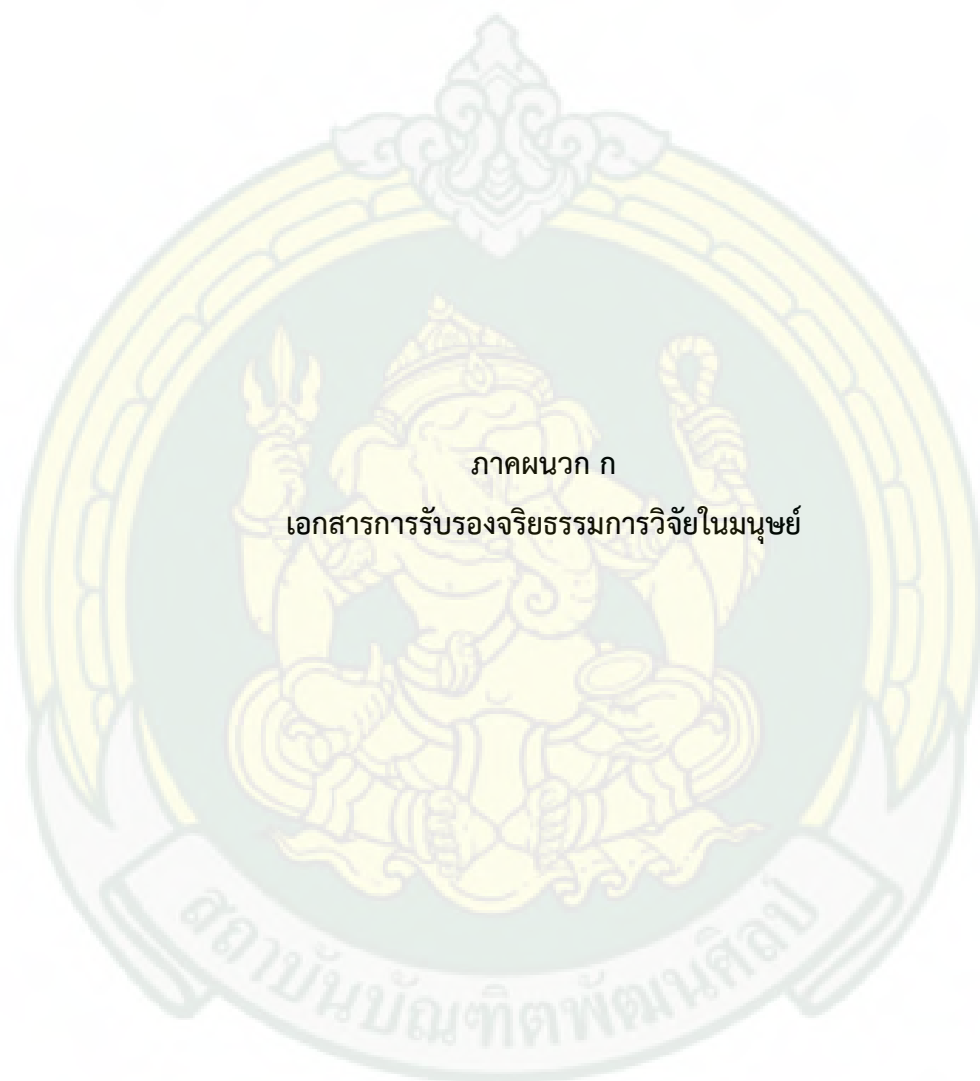 ภาคผนวก ก
เอกสารการรับรองจริยธรรมการวิจัยในมนุษย์
สถาบันบัณฑิตพัฒนศิลป์